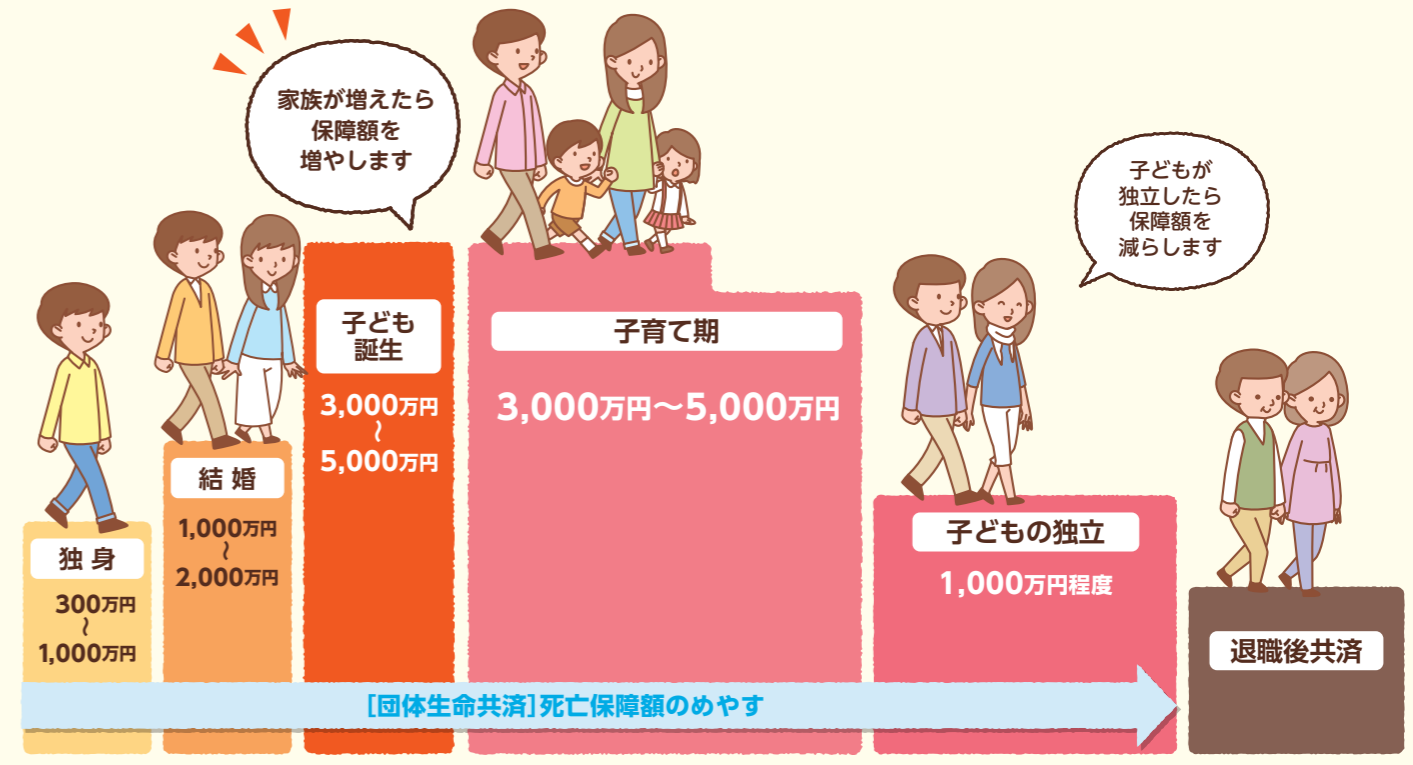 家族が増えたら
保障額を
増やします
子どもが
独立したら
保障額を
減らします
独身
300万円
～
1,000万円
結婚
1,000万円
～
2,000万円
子ども
誕生
3,000万円
～
5,000万円
子育て期
3,000万円～5,000万円
子どもの独立
1,000万円程度
退職後共済
［団体生命共済］死亡保障額のめやす